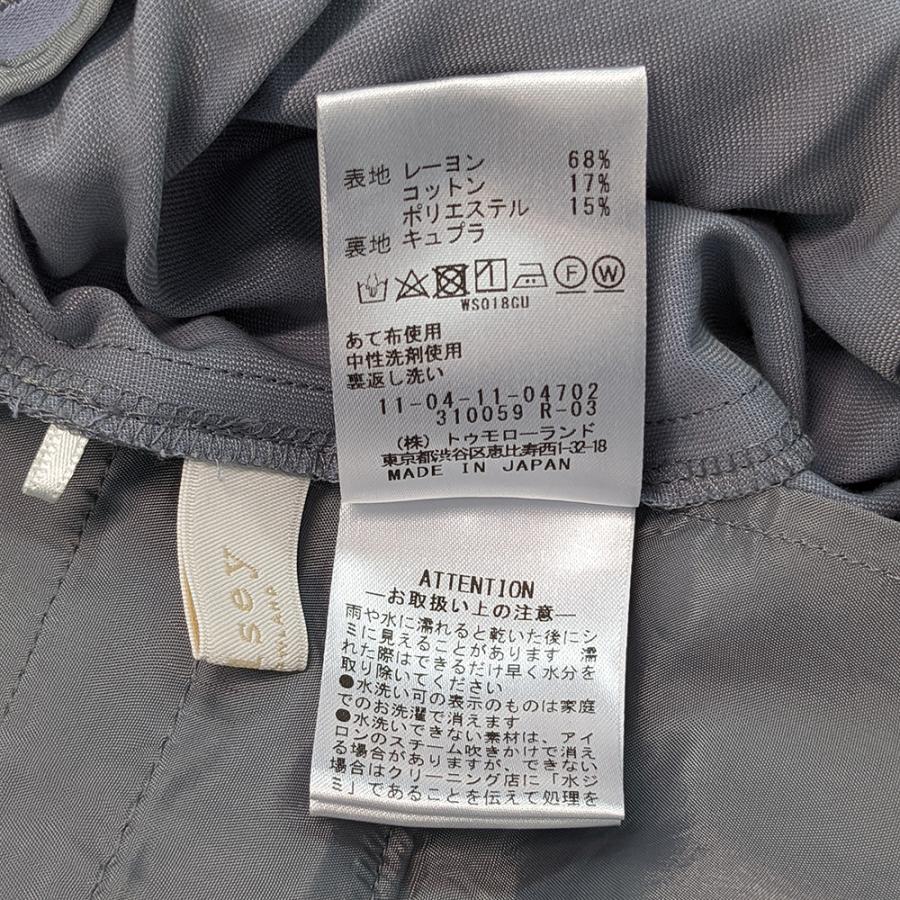 表地 レーヨン 68%
コットン 17%
ポリエステル 15%
裏地 キュプラ
F W
WS018GU
あて布使用
中性洗剤使用
裏返し洗い
11-04-11-04702
310059 R-03
(株) トゥモローランド
東京都渋谷区恵比寿西1-32-18
MADE IN JAPAN
ATTENTION
―お取扱い上の注意―
雨や水に濡れると乾いた後にシ
ミに見えることがあります。濡
れた際はできるだけ早く水分を
取り除いてください
●水洗い可の表示のものは家庭
でのお洗濯で消えます
●水洗いできない素材は、アイ
ロンのスチーム吹きかけで消え
る場合がありますが、できない
場合はクリーニング店に「水ジ
ミ」であることを伝えて処理を
sey